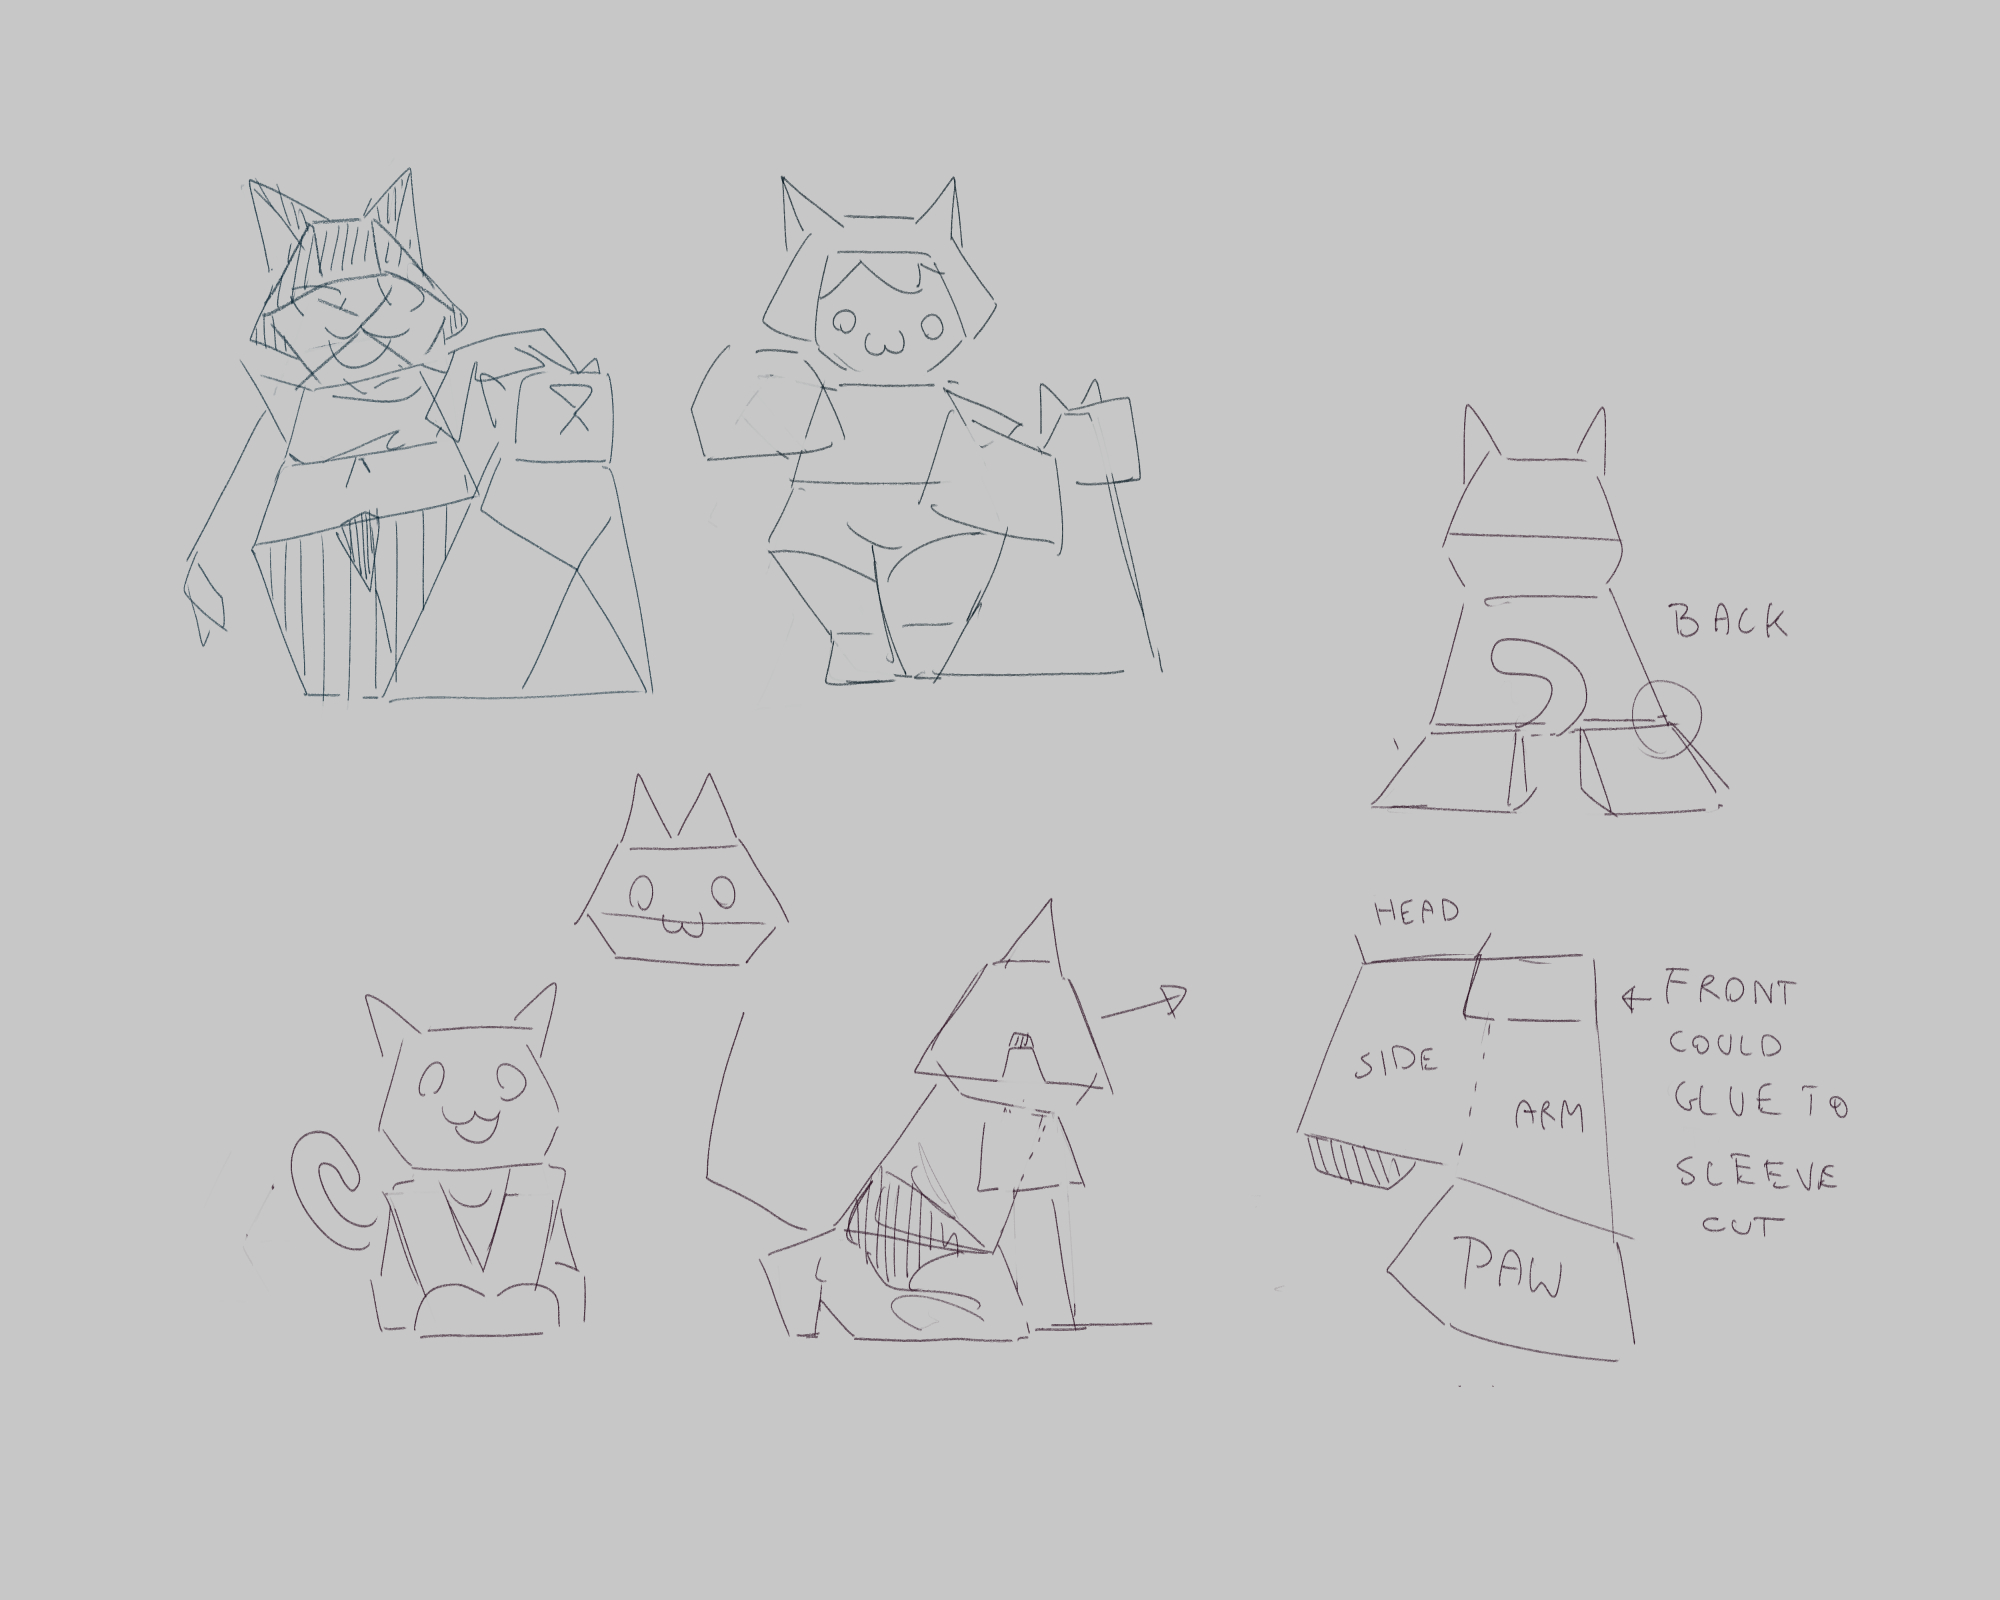 BACK
HEAD
SIDE
ARM
PAW
← FRONT
COULD
GLUE TO
SLEEVE
CUT